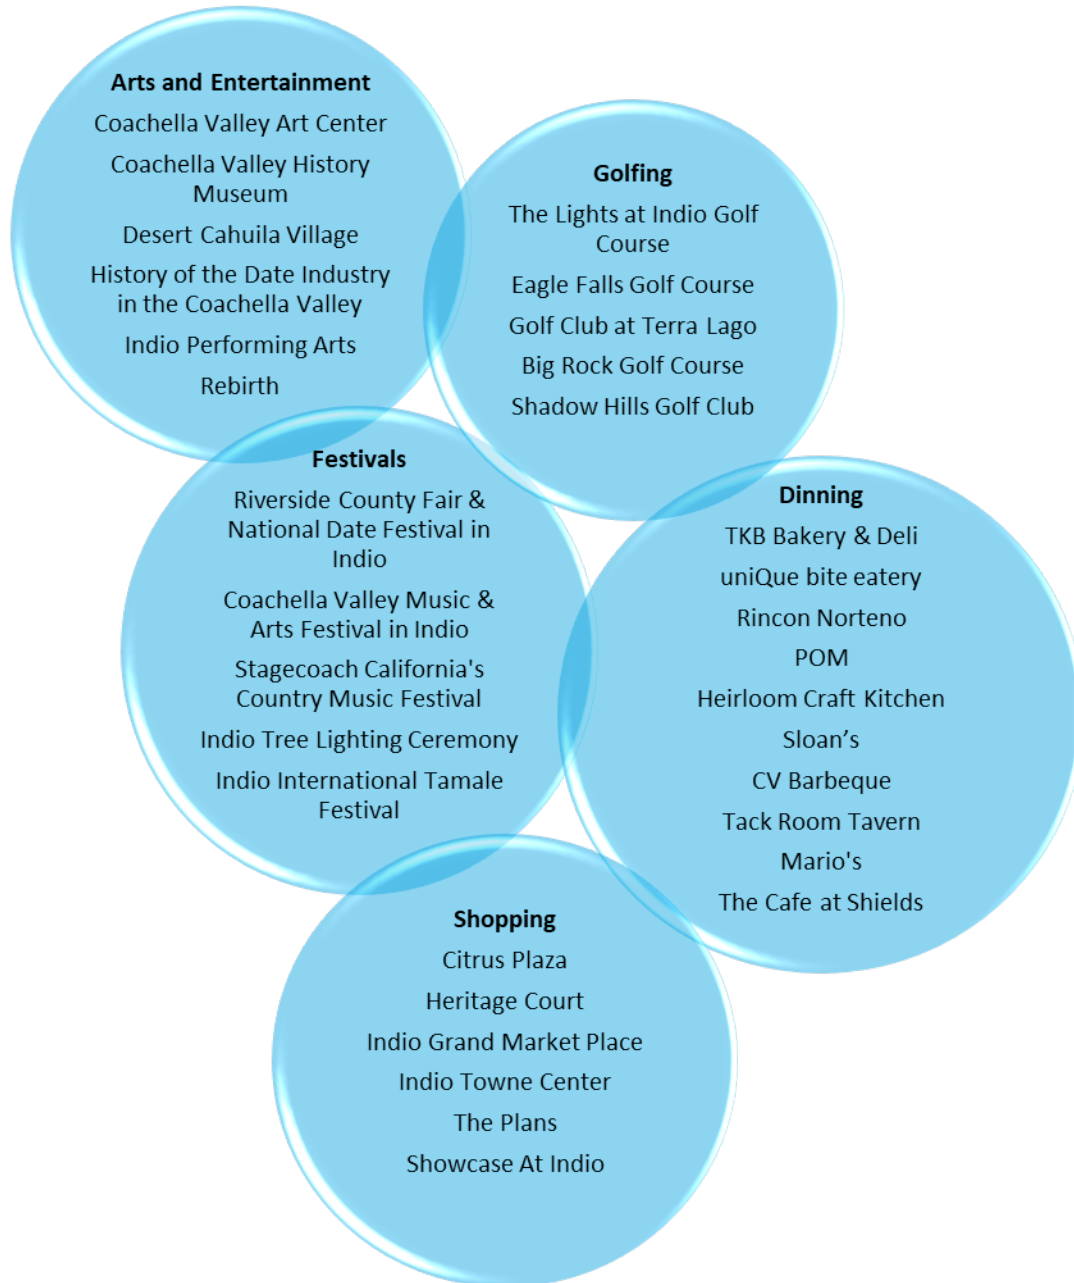 Arts and Entertainment
Coachella Valley Art Center
Coachella Valley History
Museum
Desert Cahuila Village
History of the Date Industry
in the Coachella Valley
Indio Performing Arts
Rebirth
Golfing
The Lights at Indio Golf
Course
Eagle Falls Golf Course
Golf Club at Terra Lago
Big Rock Golf Course
Shadow Hills Golf Club
Festivals
Riverside County Fair &
National Date Festival in
Indio
Coachella Valley Music &
Arts Festival in Indio
Stagecoach California's
Country Music Festival
Indio Tree Lighting Ceremony
Indio International Tamale
Festival
Dinning
TKB Bakery & Deli
uniQue bite eatery
Rincon Norteno
POM
Heirloom Craft Kitchen
Sloan’s
CV Barbeque
Tack Room Tavern
Mario's
The Cafe at Shields
Shopping
Citrus Plaza
Heritage Court
Indio Grand Market Place
Indio Towne Center
The Plans
Showcase At Indio